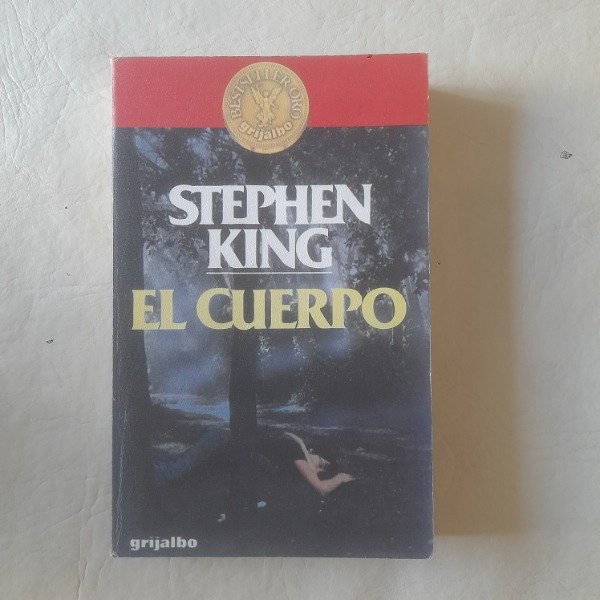 BESTSELLER ORO
grijalbo
STEPHEN
KING
EL CUERPO
grijalbo